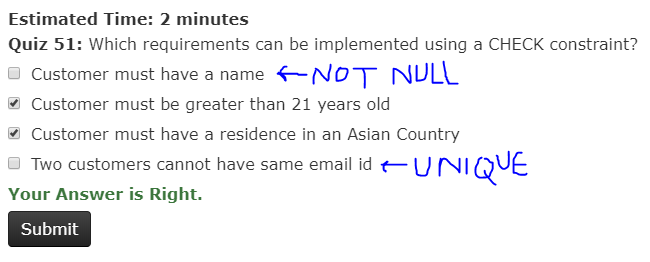 Estimated Time: 2 minutes
Quiz 51: Which requirements can be implemented using a CHECK constraint?
Customer must have a name ←NOT NULL
Customer must be greater than 21 years old
Customer must have a residence in an Asian Country
Two customers cannot have same email id ←UNIQUE
Your Answer is Right.
Submit